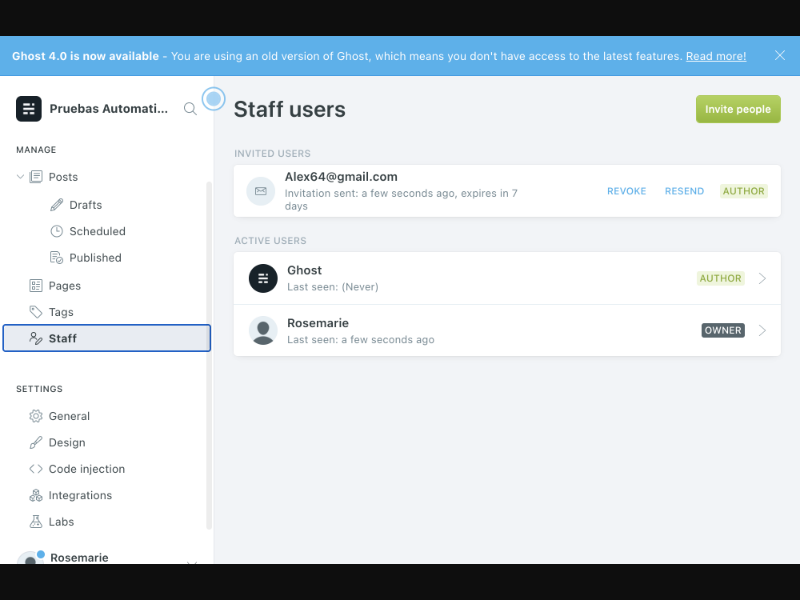 Ghost 4.0 is now available - You are using an old version of Ghost, which means you don't have access to the latest features. Read more!
Pruebas Automati...
MANAGE
Posts
Drafts
Scheduled
Published
Pages
Tags
Staff
SETTINGS
General
Design
Code injection
Integrations
Labs
Rosemarie
Staff users
Invite people
INVITED USERS
Alex64@gmail.com
Invitation sent: a few seconds ago, expires in 7
days
REVOKE RESEND AUTHOR
ACTIVE USERS
Ghost
Last seen: (Never)
AUTHOR
Rosemarie
Last seen: a few seconds ago
OWNER